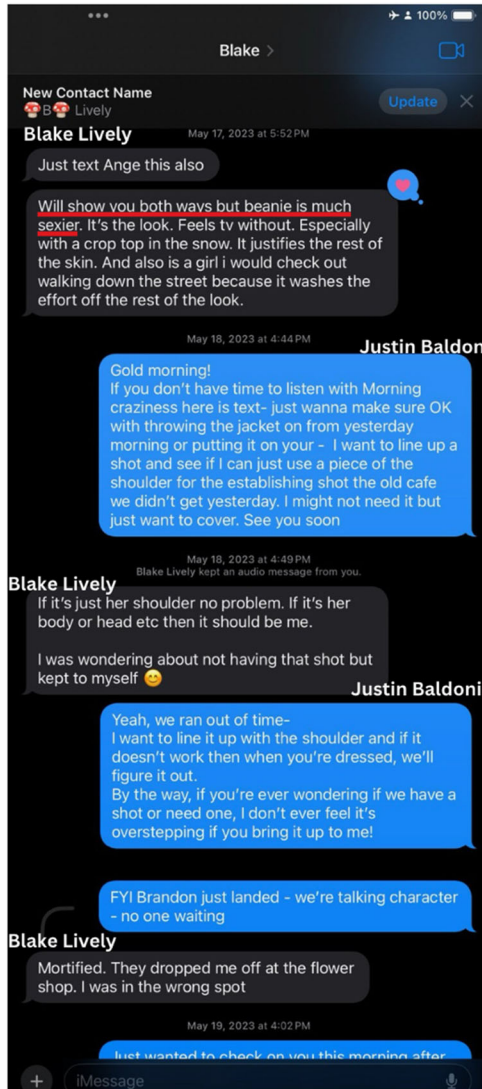 100%
Blake >
New Contact Name
🍄B🍄 Lively
Update
Blake Lively
May 17, 2023 at 5:52 PM
Just text Ange this also
Will show you both ways but beanie is much
sexier. It's the look. Feels tv without. Especially
with a crop top in the snow. It justifies the rest of
the skin. And also is a girl i would check out
walking down the street because it washes the
effort off the rest of the look.
May 18, 2023 at 4:44 PM
Justin Baldon
Gold morning!
If you don't have time to listen with Morning
craziness here is text- just wanna make sure OK
with throwing the jacket on from yesterday
morning or putting it on your - I want to line up a
shot and see if I can just use a piece of the
shoulder for the establishing shot the old cafe
we didn't get yesterday. I might not need it but
just want to cover. See you soon
May 18, 2023 at 4:49 PM
Blake Lively kept an audio message from you.
Blake Lively
If it's just her shoulder no problem. If it's her
body or head etc then it should be me.
I was wondering about not having that shot but
kept to myself 😊
Justin Baldoni
Yeah, we ran out of time-
I want to line it up with the shoulder and if it
doesn't work then when you're dressed, we'll
figure it out.
By the way, if you're ever wondering if we have a
shot or need one, I don't ever feel it's
overstepping if you bring it up to me!
FYI Brandon just landed - we're talking character
- no one waiting
Blake Lively
Mortified. They dropped me off at the flower
shop. I was in the wrong spot
May 19, 2023 at 4:02 PM
Just wanted to check on you this morning after
iMessage